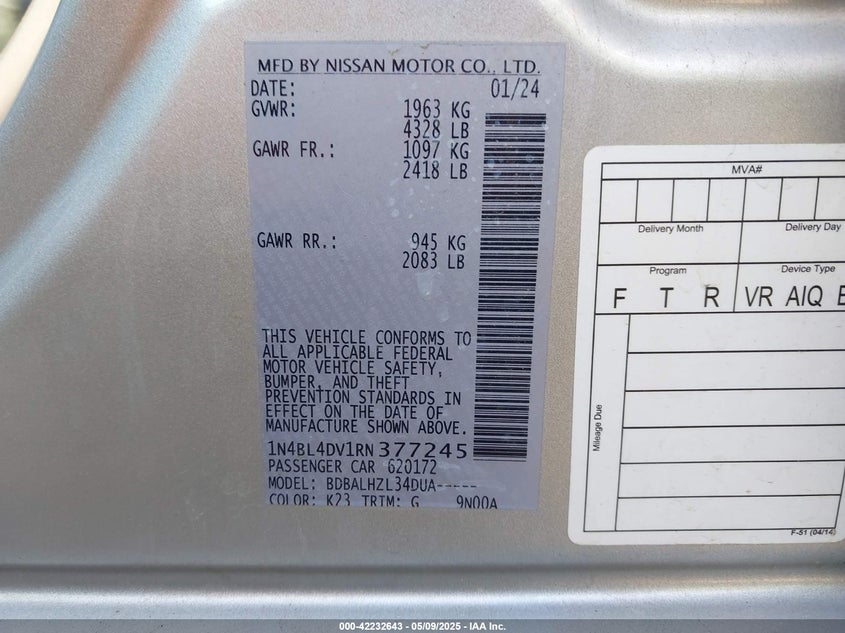 MFD BY NISSAN MOTOR CO., LTD.
DATE: 01/24
GVWR: 1963 KG
4328 LB
GAWR FR.: 1097 KG
2418 LB
GAWR RR.: 945 KG
2083 LB
THIS VEHICLE CONFORMS TO
ALL APPLICABLE FEDERAL
MOTOR VEHICLE SAFETY,
BUMPER, AND THEFT
PREVENTION STANDARDS IN
EFFECT ON THE DATE OF
MANUFACTURE SHOWN ABOVE.
1N4BL4DV1RN377245
PASSENGER CAR 620172
MODEL: BDBALHZL34DUA-----
COLOR: K23 TRIM: G 9N00A
MVA#
Delivery Month Delivery Day
Program Device Type
F T R VR AIQ E
Mileage Due
F-51 (04/14)
000-42232643 - 05/09/2025 - IAA Inc.